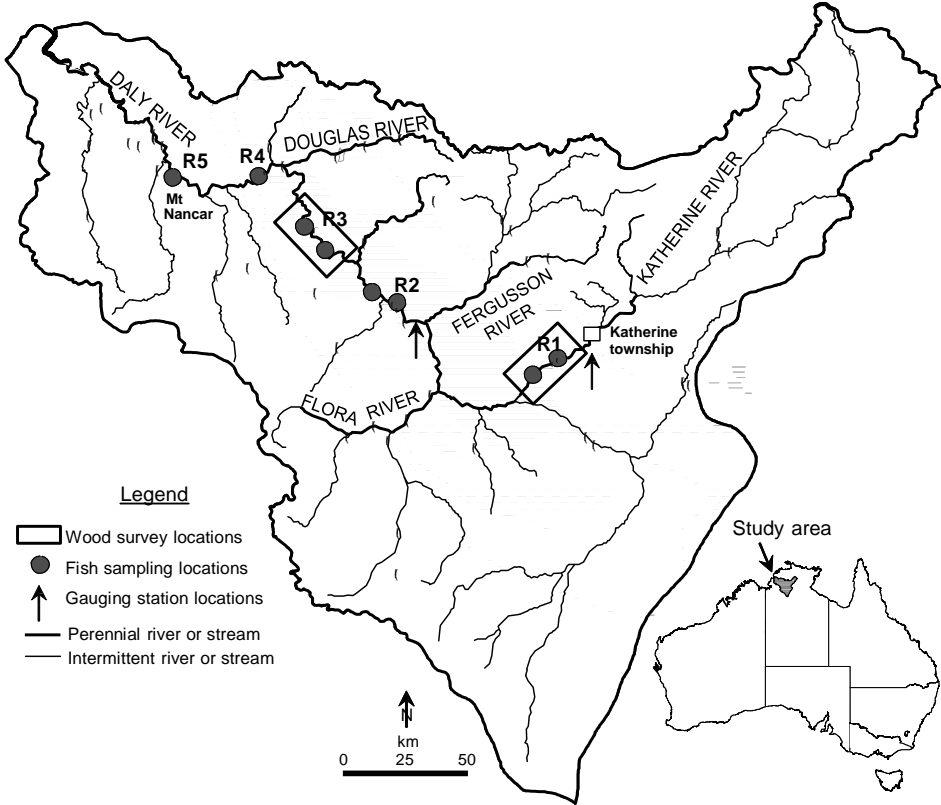 DALY RIVER
DOUGLAS RIVER
R5
R4
Mt
Nancar
R3
KATHERINE RIVER
R2
FERGUSSON
RIVER
R1
Katherine
township
FLORA RIVER
Legend
Wood survey locations
Fish sampling locations
Gauging station locations
Perennial river or stream
Intermittent river or stream
Study area
N
km
0 25 50